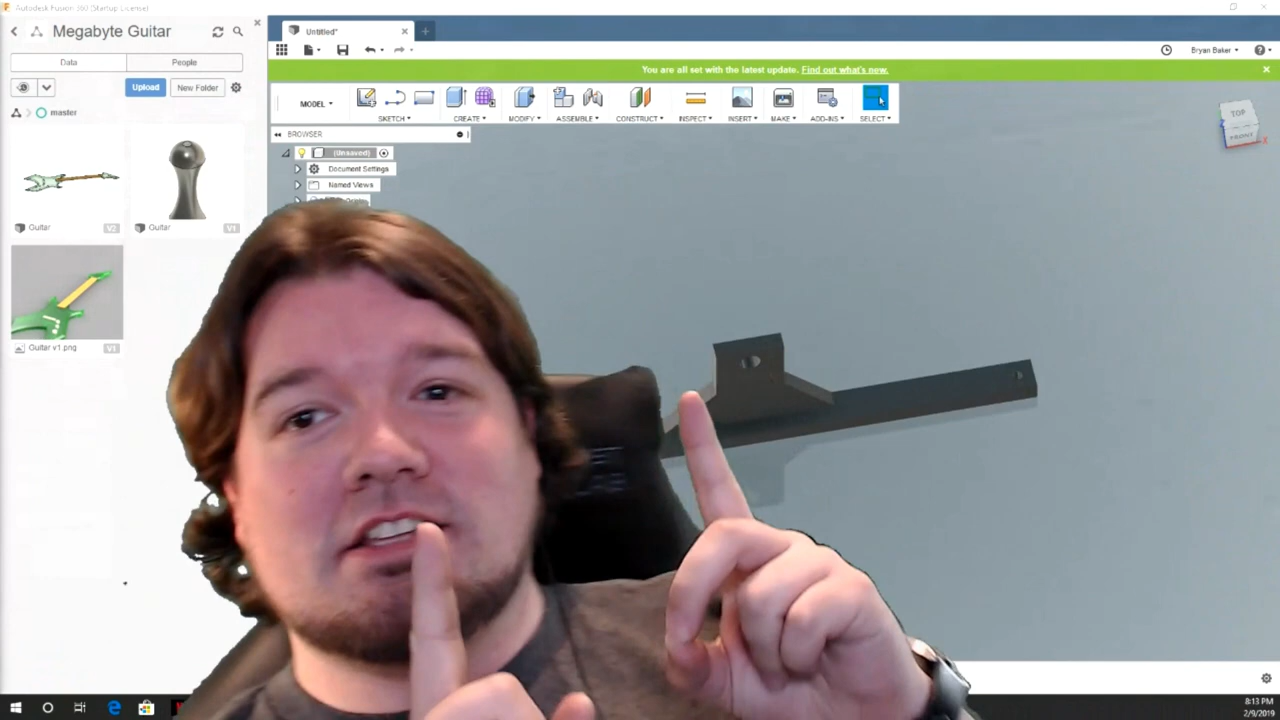 Autodesk Fusion 360 (Startup License)
Megabyte Guitar
Data People
Upload New Folder
master
Guitar V2
Guitar V1
Guitar v1.png V1
Untitled*
Bryan Baker
You are all set with the latest update. Find out what's new.
MODEL SKETCH CREATE MODIFY ASSEMBLE CONSTRUCT INSPECT INSERT MAKE ADD-INS SELECT
BROWSER
(Unsaved)
Document Settings
Named Views
TOP
FRONT
X
8:13 PM
2/9/2019